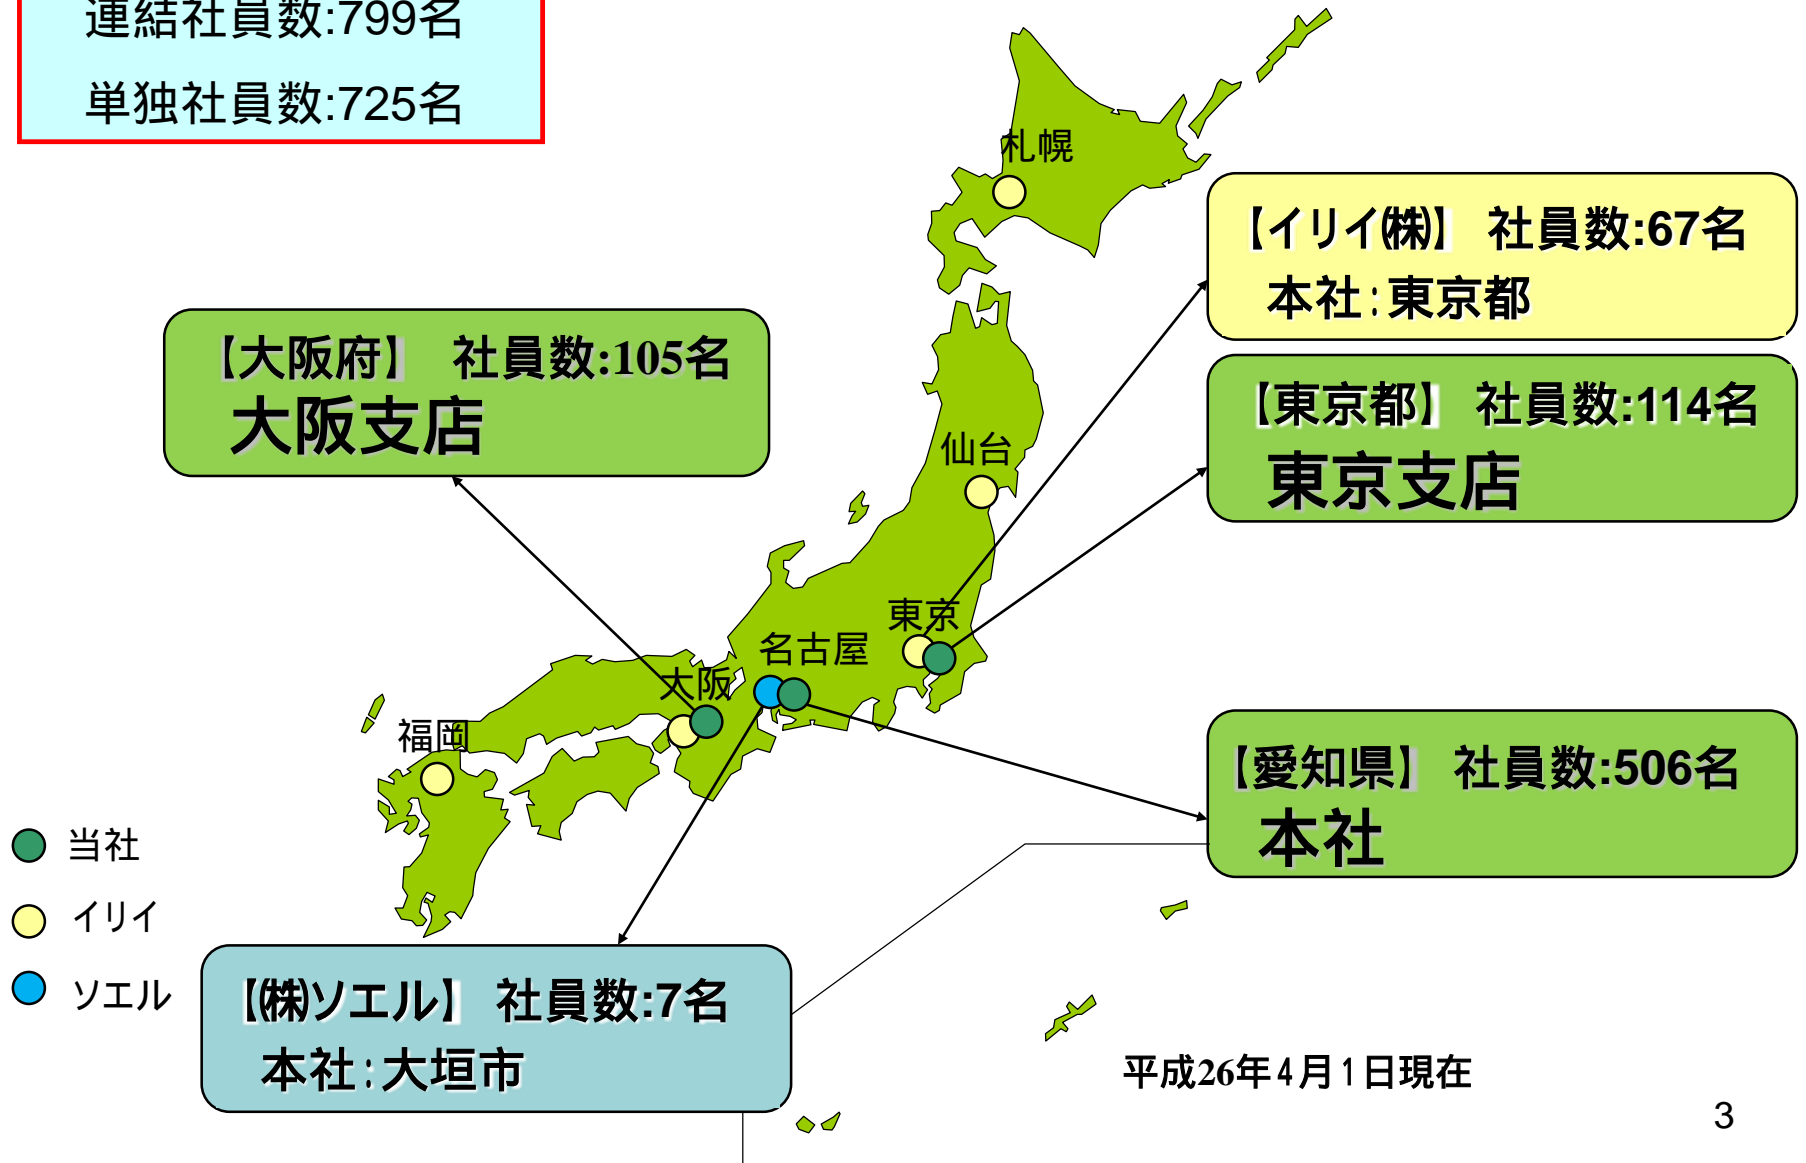 連結社員数:799名
単独社員数:725名
札幌
【イリイ㈱】 社員数:67名
本社:東京都
【大阪府】 社員数:105名
大阪支店
【東京都】 社員数:114名
東京支店
仙台
東京
名古屋
大阪
福岡
【愛知県】 社員数:506名
本社
当社
イリイ
ソエル
【㈱ソエル】 社員数:7名
本社:大垣市
平成26年4月1日現在
3